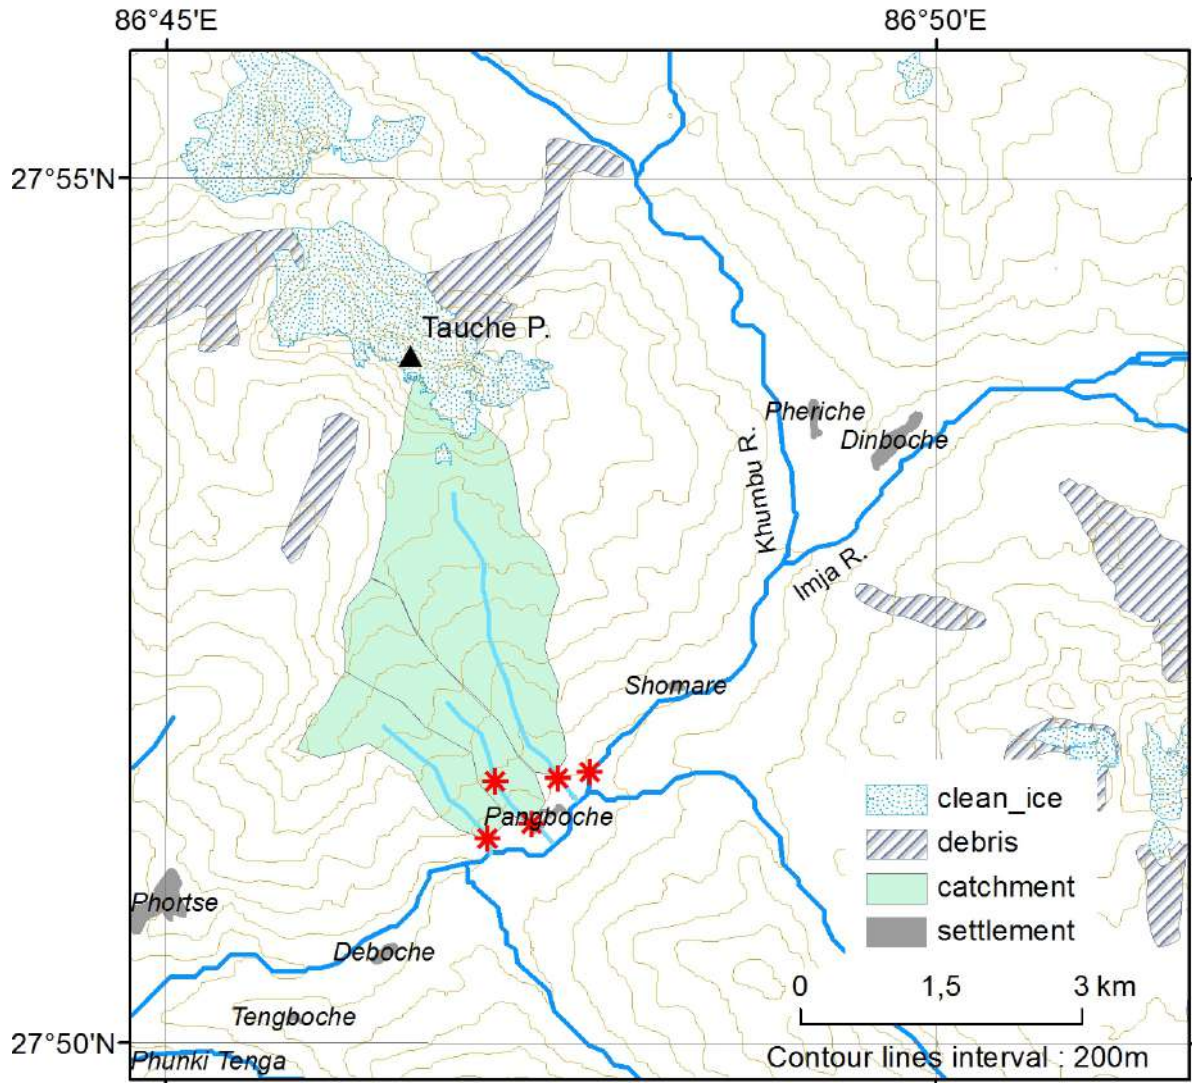 86°45'E
86°50'E
27°55'N
Tauche P.
Pheriche
Dinboche
Khumbu R.
Imja R.
Shomare
clean_ice
Pangboche
debris
catchment
Phortse
settlement
Deboche
0 1,5 3 km
Tengboche
27°50'N
Phunki Tenga
Contour lines interval : 200m